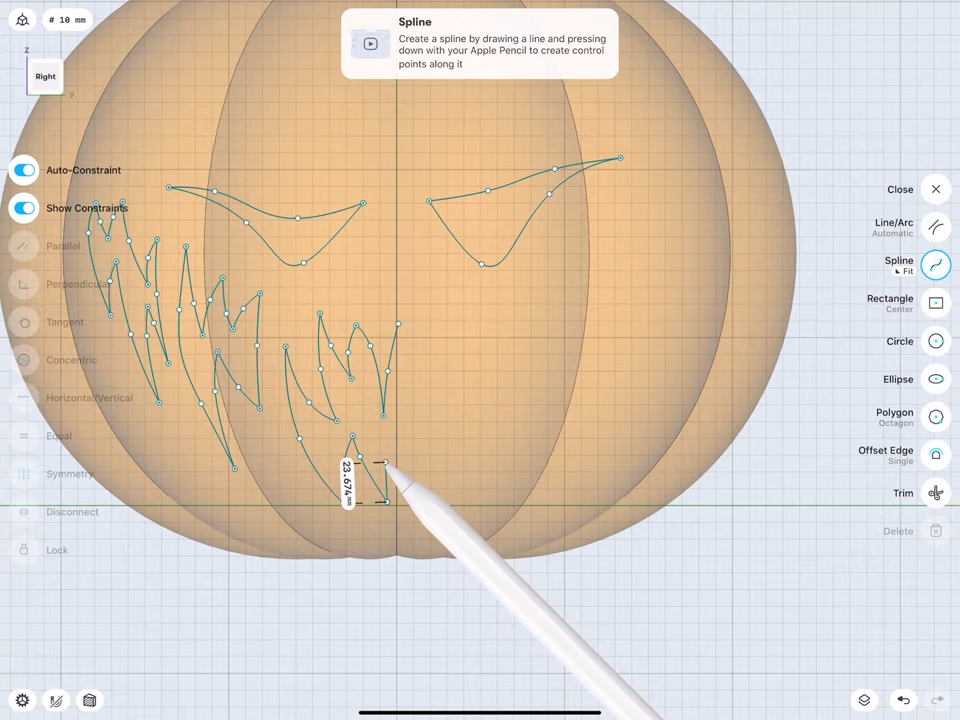 # 10 mm
Spline
Create a spline by drawing a line and pressing
down with your Apple Pencil to create control
points along it
Z
Right
Y
Auto-Constraint
Show Constraints
Parallel
Perpendicular
Tangent
Concentric
Horizontal/Vertical
Equal
Symmetry
Disconnect
Lock
23.674 mm
Close
Line/Arc
Automatic
Spline
Fit
Rectangle
Center
Circle
Ellipse
Polygon
Octagon
Offset Edge
Single
Trim
Delete